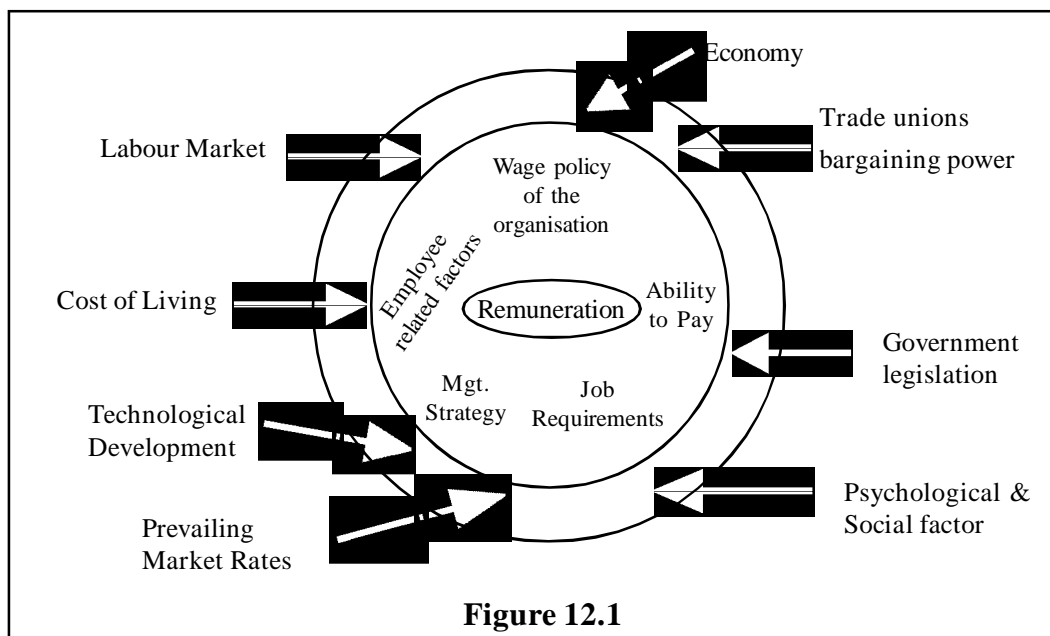 Economy
Trade unions
bargaining power
Labour Market
Wage policy
of the
organisation
Employee
related factors
Cost of Living
Remuneration
Ability
to Pay
Government
legislation
Mgt.
Strategy
Job
Requirements
Technological
Development
Psychological &
Social factor
Prevailing
Market Rates
Figure 12.1